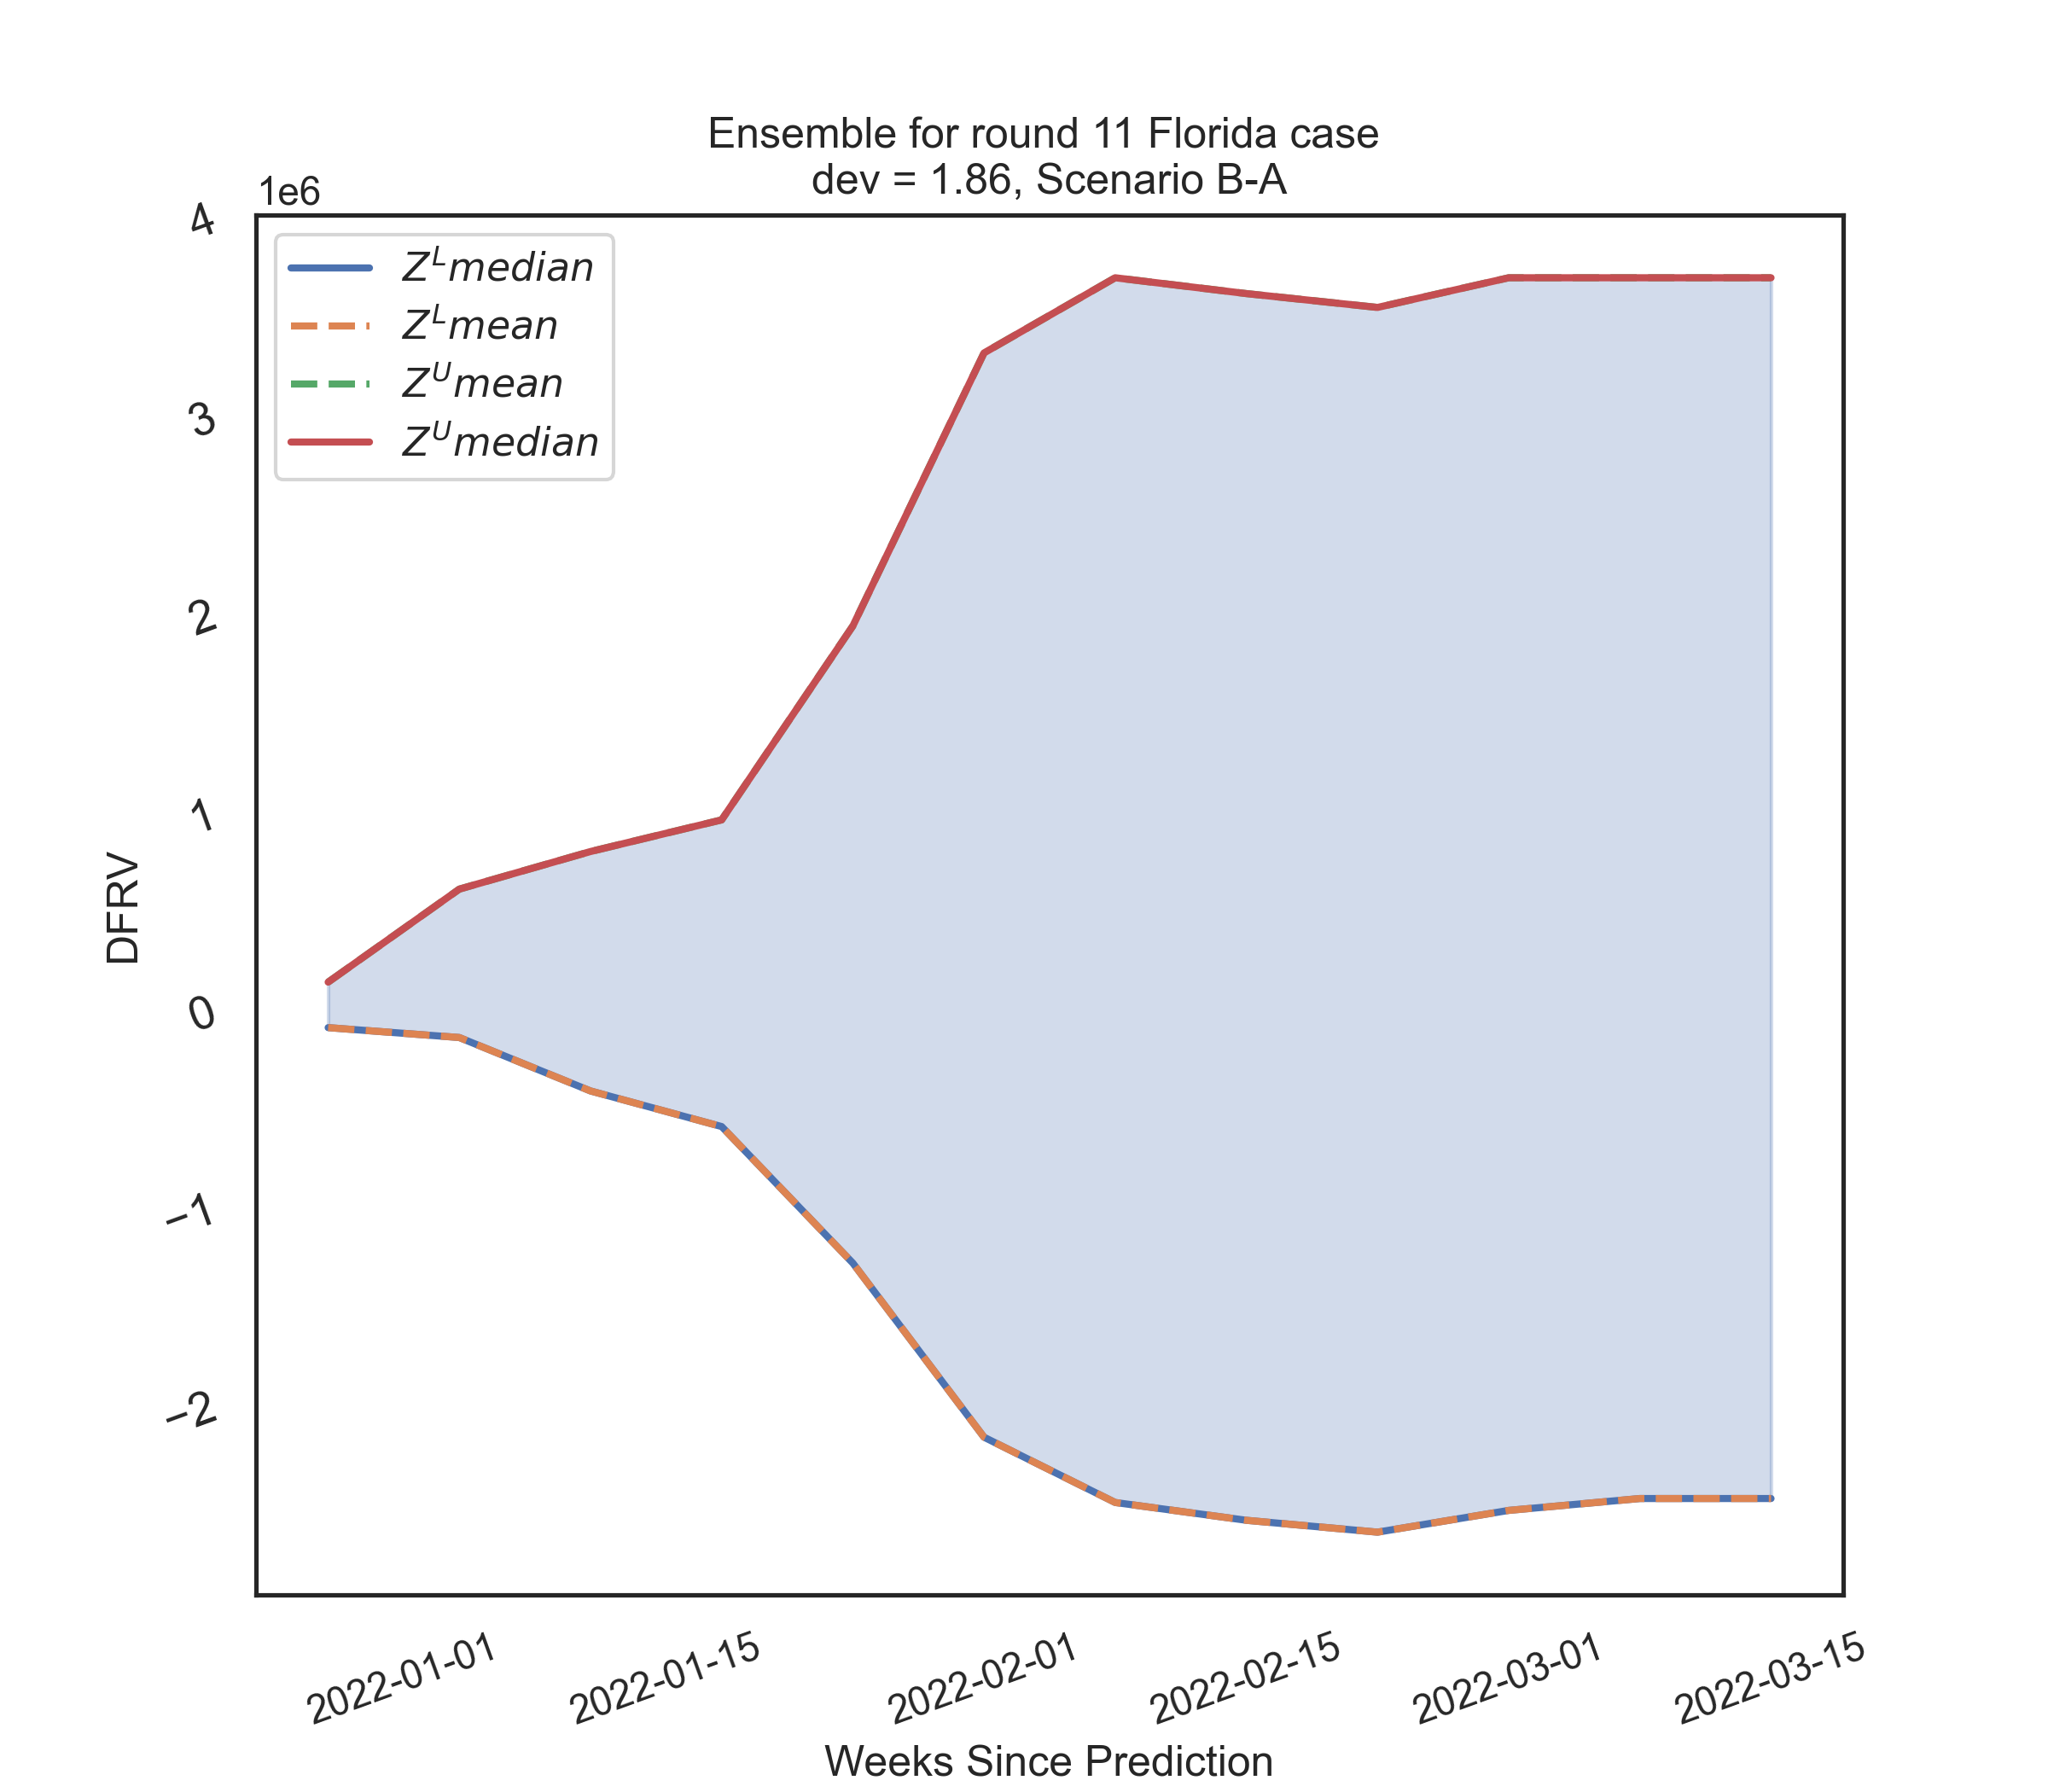 Ensemble for round 11 Florida case
dev = 1.86, Scenario B-A
1e6
4
3
2
1
0
−1
−2
DFRV
Z^L median
Z^L mean
Z^U mean
Z^U median
2022-01-01
2022-01-15
2022-02-01
2022-02-15
2022-03-01
2022-03-15
Weeks Since Prediction